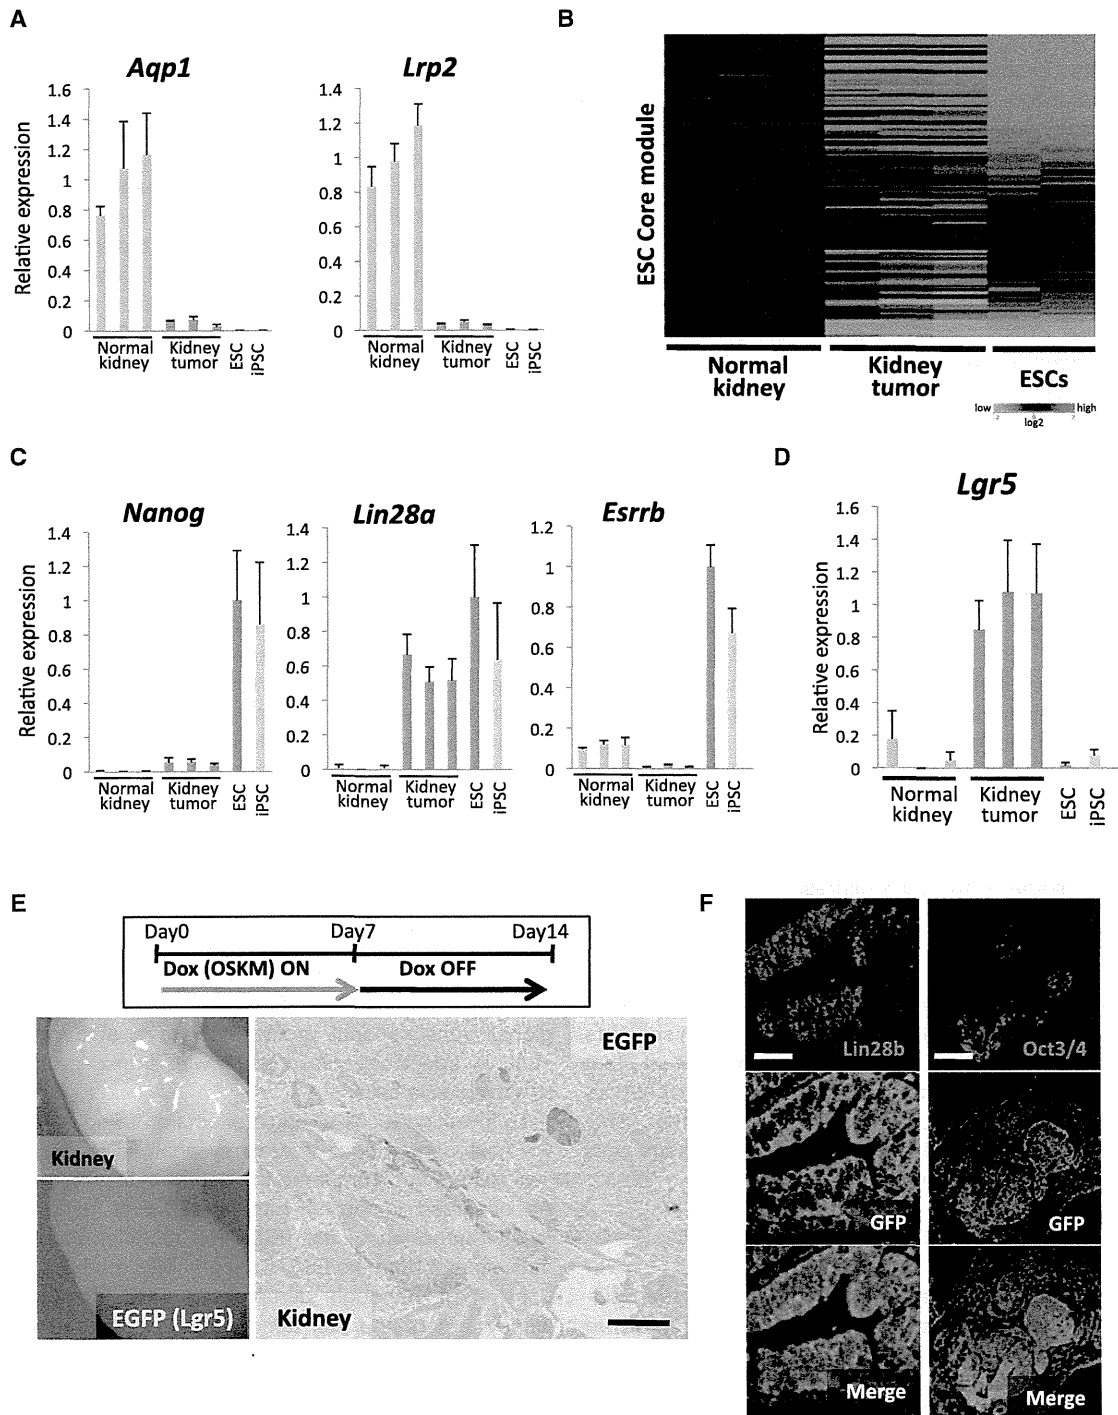 A
Aqp1
Relative expression
1.6
1.4
1.2
1
0.8
0.6
0.4
0.2
0
Normal kidney
Kidney tumor
ESC
iPSC
Lrp2
1.4
1.2
1
0.8
0.6
0.4
0.2
0
Normal kidney
Kidney tumor
ESC
iPSC
B
ESC Core module
Normal kidney
Kidney tumor
ESCs
low
high
log2
C
Nanog
Relative expression
1.4
1.2
1
0.8
0.6
0.4
0.2
0
Normal kidney
Kidney tumor
ESC
iPSC
Lin28a
1.4
1.2
1
0.8
0.6
0.4
0.2
0
Normal kidney
Kidney tumor
ESC
iPSC
Esrrb
1.2
1
0.8
0.6
0.4
0.2
0
Normal kidney
Kidney tumor
ESC
iPSC
D
Lgr5
Relative expression
1.6
1.4
1.2
1
0.8
0.6
0.4
0.2
0
Normal kidney
Kidney tumor
ESC
iPSC
E
Day0
Day7
Day14
Dox (OSKM) ON
Dox OFF
Kidney
EGFP (Lgr5)
EGFP
Kidney
F
Lin28b
Oct3/4
GFP
GFP
Merge
Merge